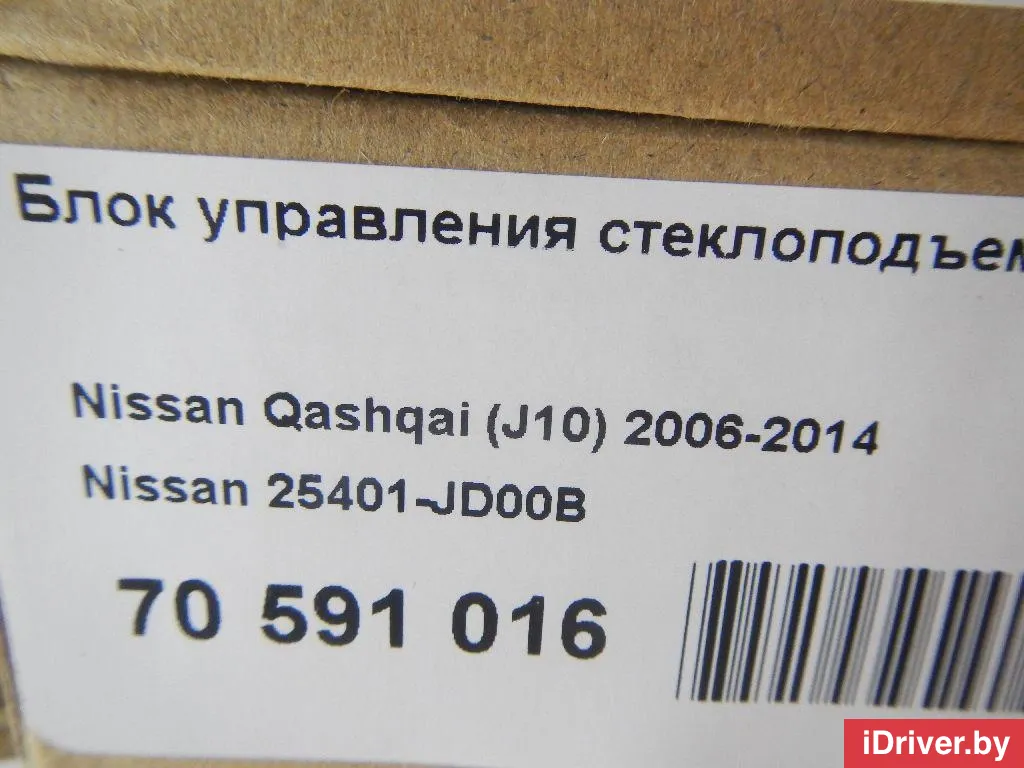 Блок управления стеклоподъем
Nissan Qashqai (J10) 2006-2014
Nissan 25401-JD00B
70 591 016
iDriver.by